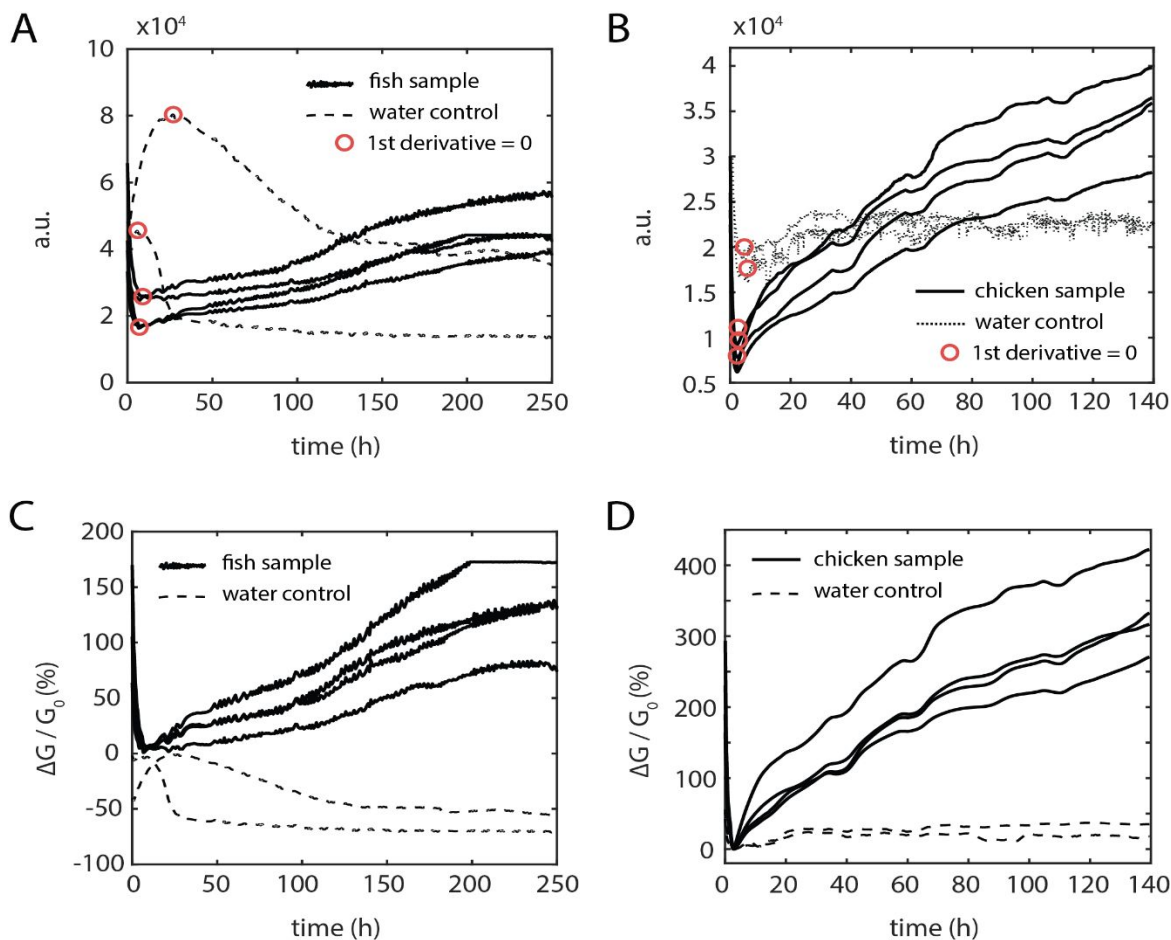 A
x10⁴
10
8
6
4
2
0
a.u.
fish sample
water control
1st derivative = 0
0 50 100 150 200 250
time (h)
B
x10⁴
4
3.5
3
2.5
2
1.5
1
0.5
a.u.
chicken sample
water control
1st derivative = 0
0 20 40 60 80 100 120 140
time (h)
C
200
150
100
50
0
-50
-100
ΔG / G₀ (%)
fish sample
water control
0 50 100 150 200 250
time (h)
D
400
300
200
100
0
ΔG / G₀ (%)
chicken sample
water control
0 20 40 60 80 100 120 140
time (h)